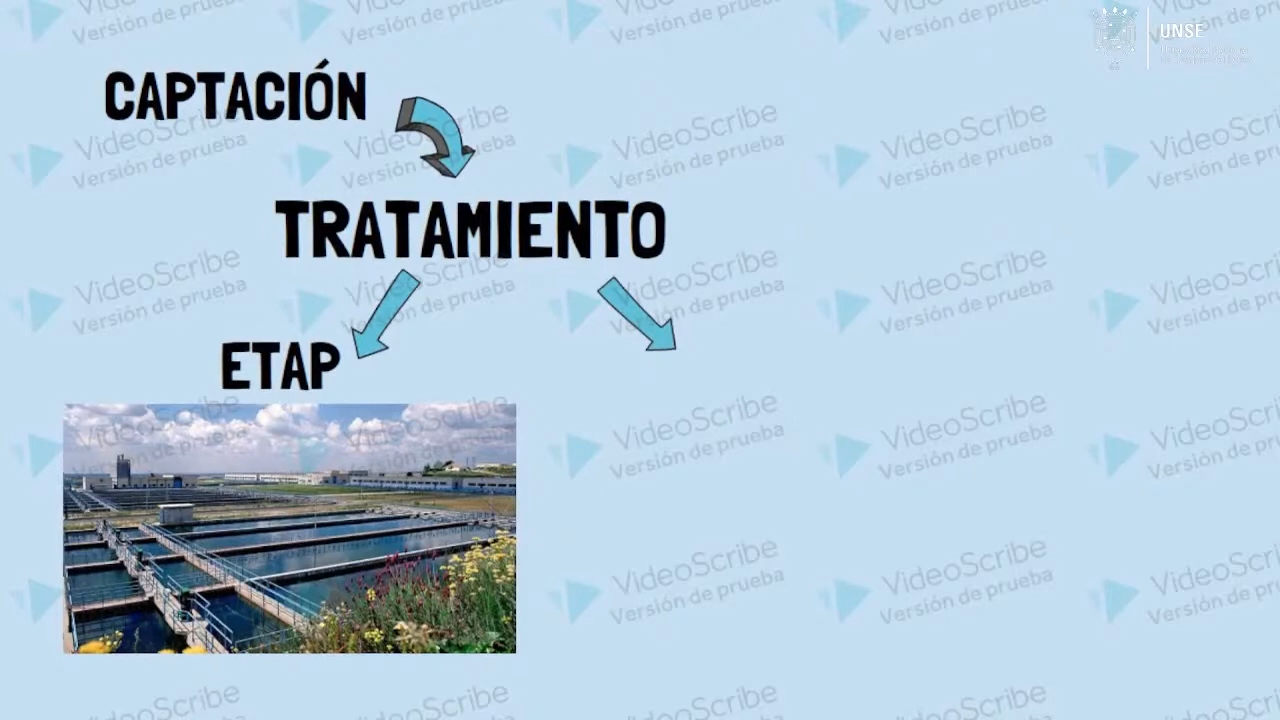 UNSE
CAPTACIÓN
TRATAMIENTO
ETAP
VideoScribe
Versión de prueba